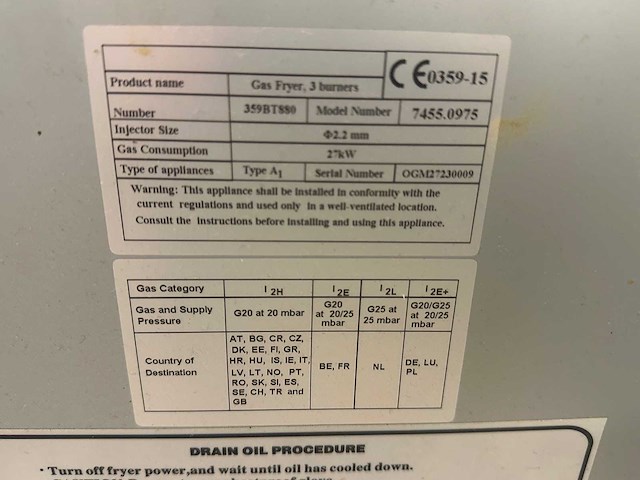 CE0359-15
Product name Gas Fryer, 3 burners
Number 359BT880 Model Number 7455.0975
Injector Size Φ2.2 mm
Gas Consumption 27kW
Type of appliances Type A1 Serial Number OGM27230009
Warning: This appliance shall be installed in conformity with the
current regulations and used only in a well-ventilated location.
Consult the instructions before installing and using this appliance.
Gas Category I 2H I 2E I 2L I 2E+
Gas and Supply Pressure G20 at 20 mbar G20 at 20/25 mbar G25 at 25 mbar G20/G25 at 20/25 mbar
Country of Destination
AT, BG, CR, CZ,
DK, EE, FI, GR,
HR, HU, IS, IE, IT,
LV, LT, NO, PT,
RO, SK, SI, ES,
SE, CH, TR and
GB
BE, FR
NL
DE, LU,
PL
DRAIN OIL PROCEDURE
· Turn off fryer power,and wait until oil has cooled down.